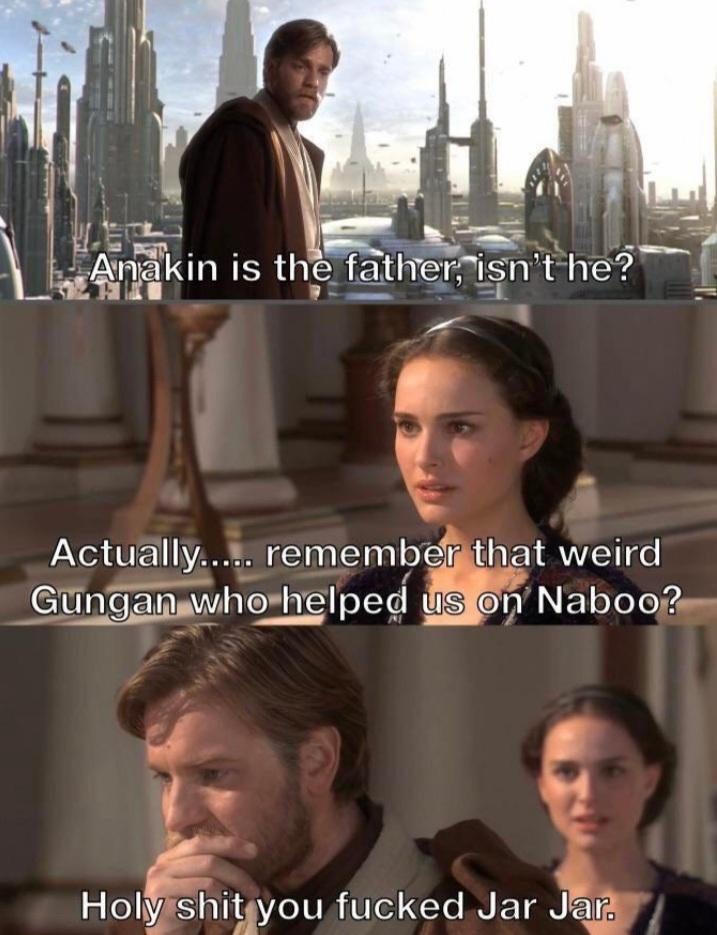 Anakin is the father, isn't he?
Actually..... remember that weird
Gungan who helped us on Naboo?
Holy shit you fucked Jar Jar.